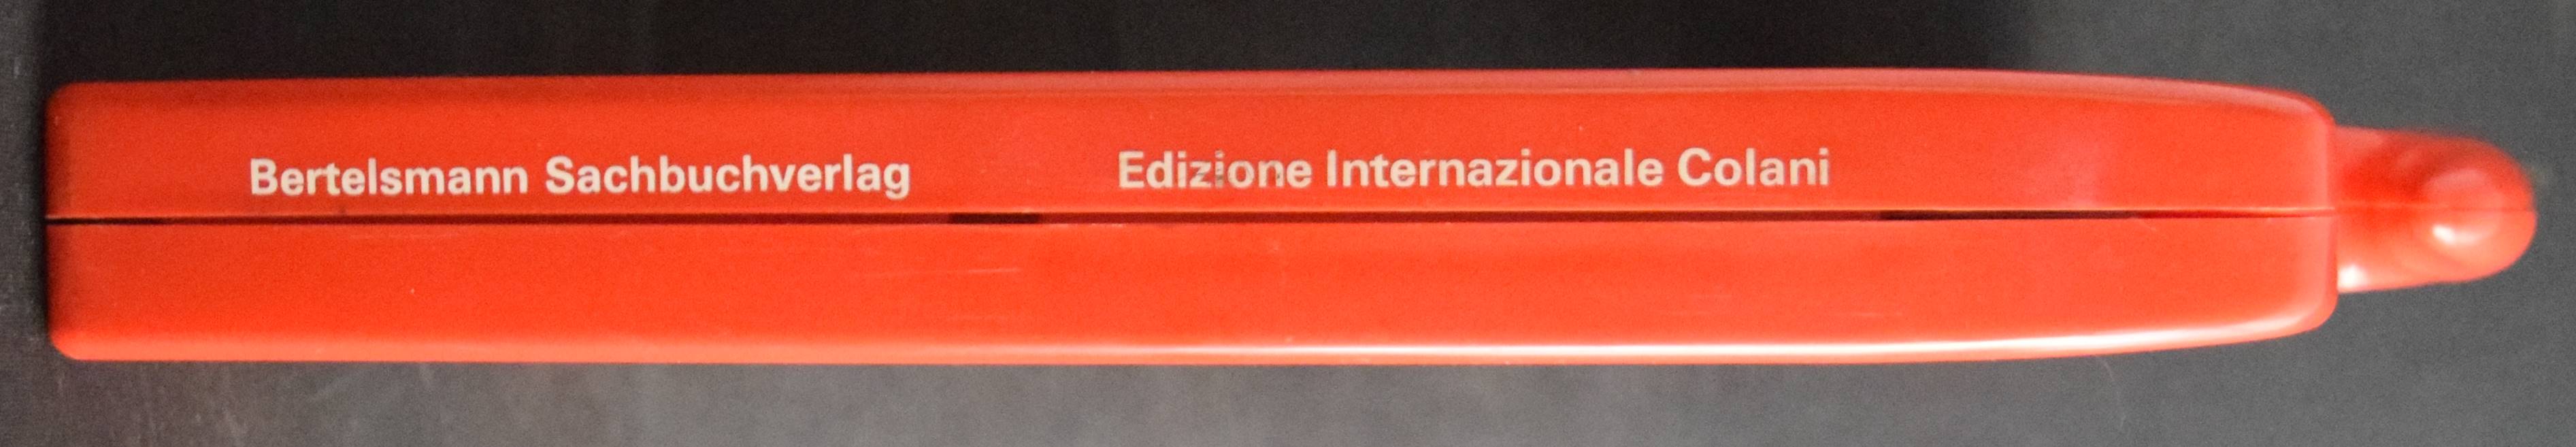 Bertelsmann Sachbuchverlag Edizione Internazionale Colani